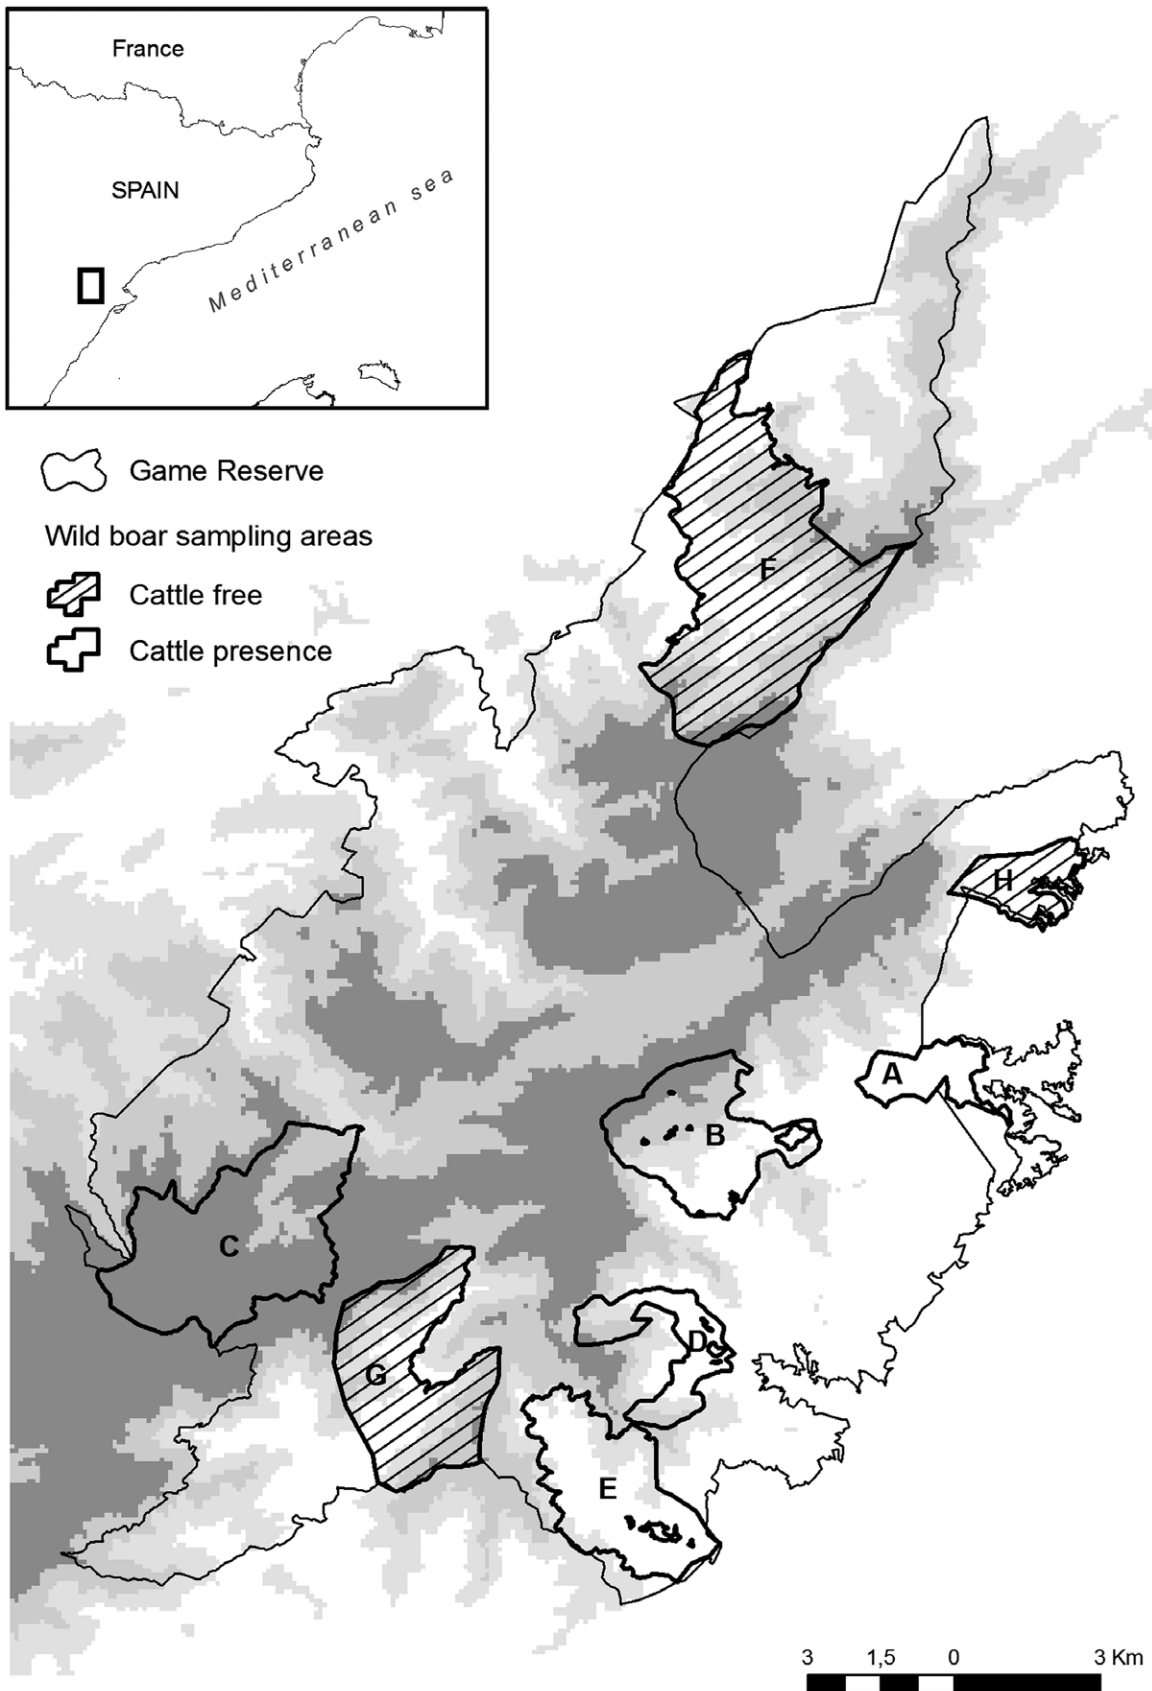 France
SPAIN
Mediterranean sea
Game Reserve
Wild boar sampling areas
Cattle free
Cattle presence
F
H
A
B
C
D
G
E
3 1,5 0 3 Km